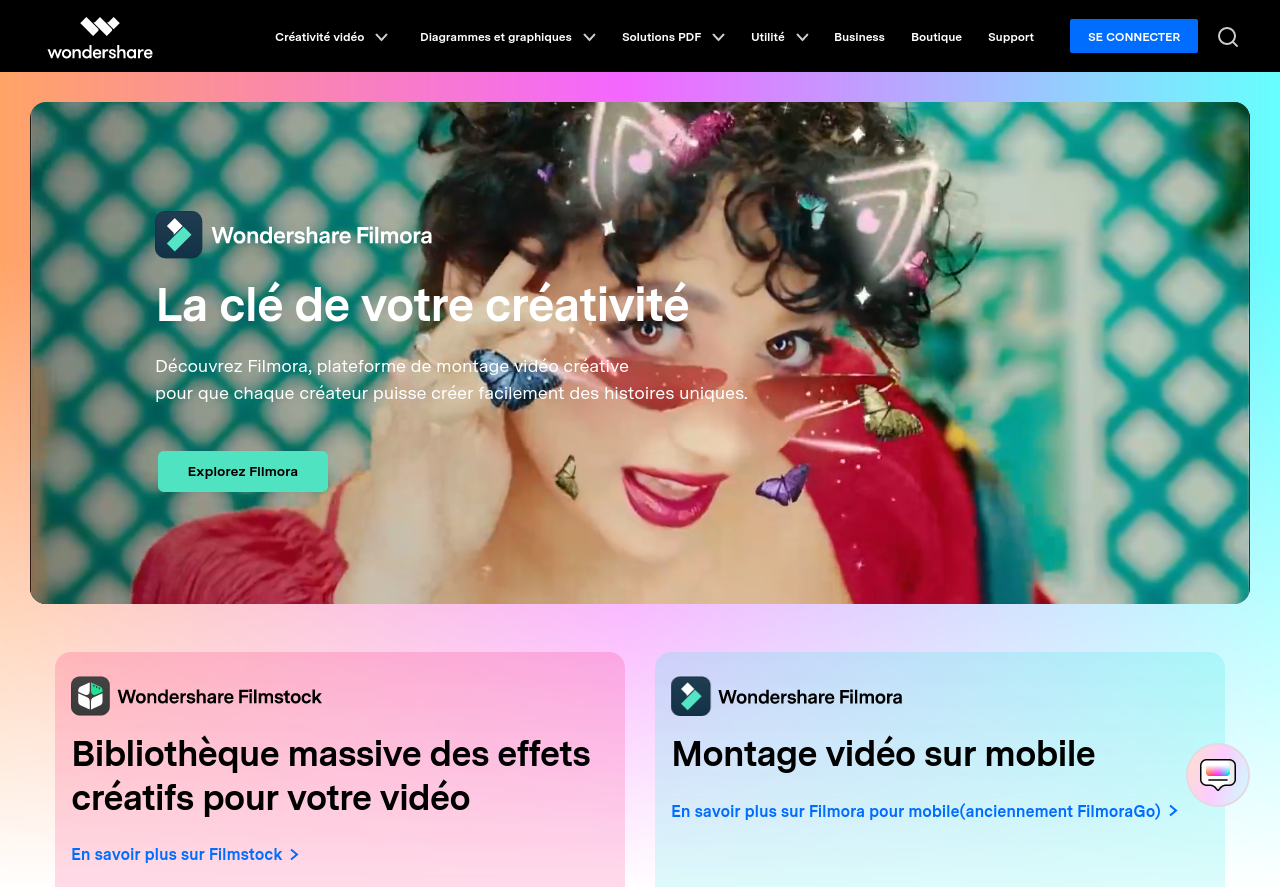 wondershare
Créativité vidéo
Diagrammes et graphiques
Solutions PDF
Utilité
Business
Boutique
Support
SE CONNECTER
Wondershare Filmora
La clé de votre créativité
Découvrez Filmora, plateforme de montage vidéo créative
pour que chaque créateur puisse créer facilement des histoires uniques.
Explorez Filmora
Wondershare Filmstock
Bibliothèque massive des effets
créatifs pour votre vidéo
En savoir plus sur Filmstock
Wondershare Filmora
Montage vidéo sur mobile
En savoir plus sur Filmora pour mobile(anciennement FilmoraGo)